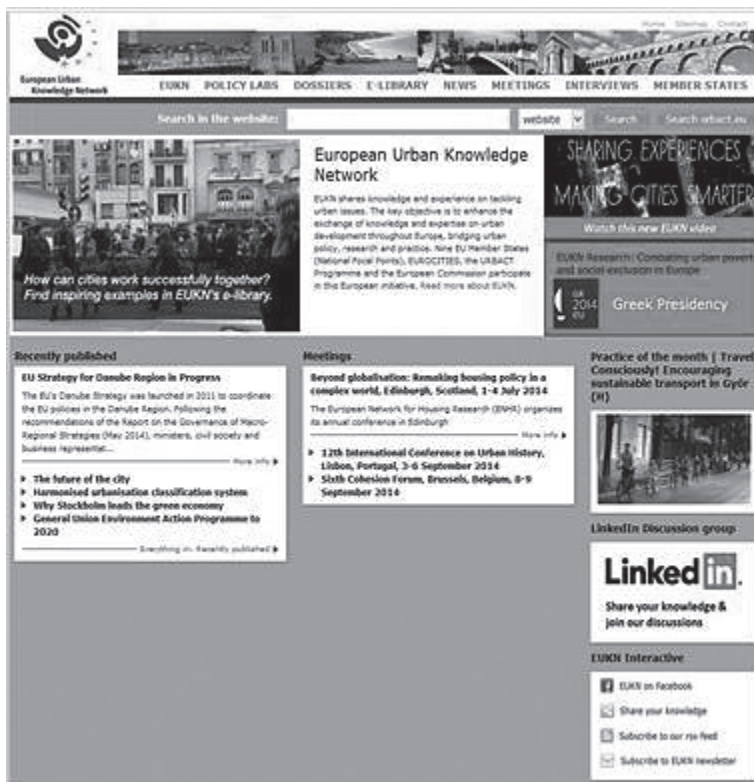 Home Sitemap Contact
European Urban
Knowledge Network
EUKN POLICY LABS DOSSIERS E-LIBRARY NEWS MEETINGS INTERVIEWS MEMBER STATES
Search in the website: website Search Search urbact.eu
How can cities work successfully together?
Find inspiring examples in EUKN's e-library.
European Urban Knowledge
Network
EUKN shares knowledge and experience on tackling
urban issues. The key objective is to enhance the
exchange of knowledge and expertise on urban
development throughout Europe, bridging urban
policy, research and practice. Nine EU Member States
(National Focal Points), EUROCITIES, the URBACT
Programme and the European Commission participate
in this European initiative. Read more about EUKN.
SHARING EXPERIENCES
MAKING CITIES SMARTER
Watch this new EUKN video
EUKN Research: Combating urban povert
and social exclusion in Europe
GR
2014
eu
Greek Presidency
Recently published
EU Strategy for Danube Region in Progress
The EU's Danube Strategy was launched in 2011 to coordinate
the EU policies in the Danube Region. Following the
recommendations of the Report on the Governance of Macro-
Regional Strategies (May 2014), ministers, civil society and
business representat...
More info
The future of the city
Harmonised urbanisation classification system
Why Stockholm leads the green economy
General Union Environment Action Programme to
2020
Everything in: Recently published
Meetings
Beyond globalisation: Remaking housing policy in a
complex world, Edinburgh, Scotland, 1-4 July 2014
The European Network for Housing Research (ENHR) organizes
its annual conference in Edinburgh
More info
12th International Conference on Urban History,
Lisbon, Portugal, 3-6 September 2014
Sixth Cohesion Forum, Brussels, Belgium, 8-9
September 2014
Practice of the month | Travel
Consciously! Encouraging
sustainable transport in Győr
(H)
LinkedIn Discussion group
Linked in.
Share your knowledge &
join our discussions
EUKN Interactive
EUKN on Facebook
Share your knowledge
Subscribe to our rss feed
Subscribe to EUKN newsletter